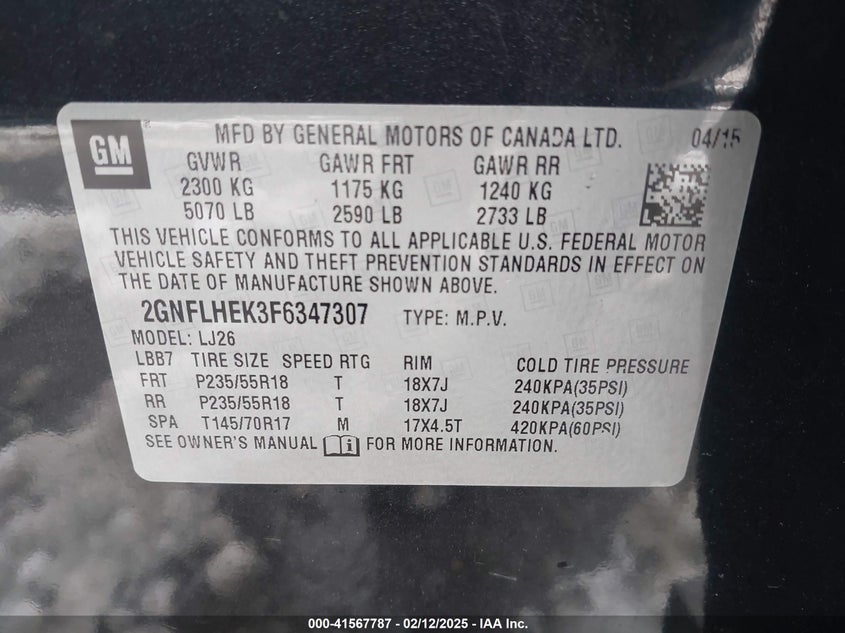 GM
MFD BY GENERAL MOTORS OF CANADA LTD. 04/15
GVWR GAWR FRT GAWR RR
2300 KG 1175 KG 1240 KG
5070 LB 2590 LB 2733 LB
THIS VEHICLE CONFORMS TO ALL APPLICABLE U.S. FEDERAL MOTOR
VEHICLE SAFETY AND THEFT PREVENTION STANDARDS IN EFFECT ON
THE DATE OF MANUFACTURE SHOWN ABOVE.
2GNFLHEK3F6347307 TYPE: M.P.V.
MODEL: LJ26
LBB7 TIRE SIZE SPEED RTG RIM COLD TIRE PRESSURE
FRT P235/55R18 T 18X7J 240KPA(35PSI)
RR P235/55R18 T 18X7J 240KPA(35PSI)
SPA T145/70R17 M 17X4.5T 420KPA(60PSI)
SEE OWNER'S MANUAL FOR MORE INFORMATION.
000-41567787 - 02/12/2025 - IAA Inc.